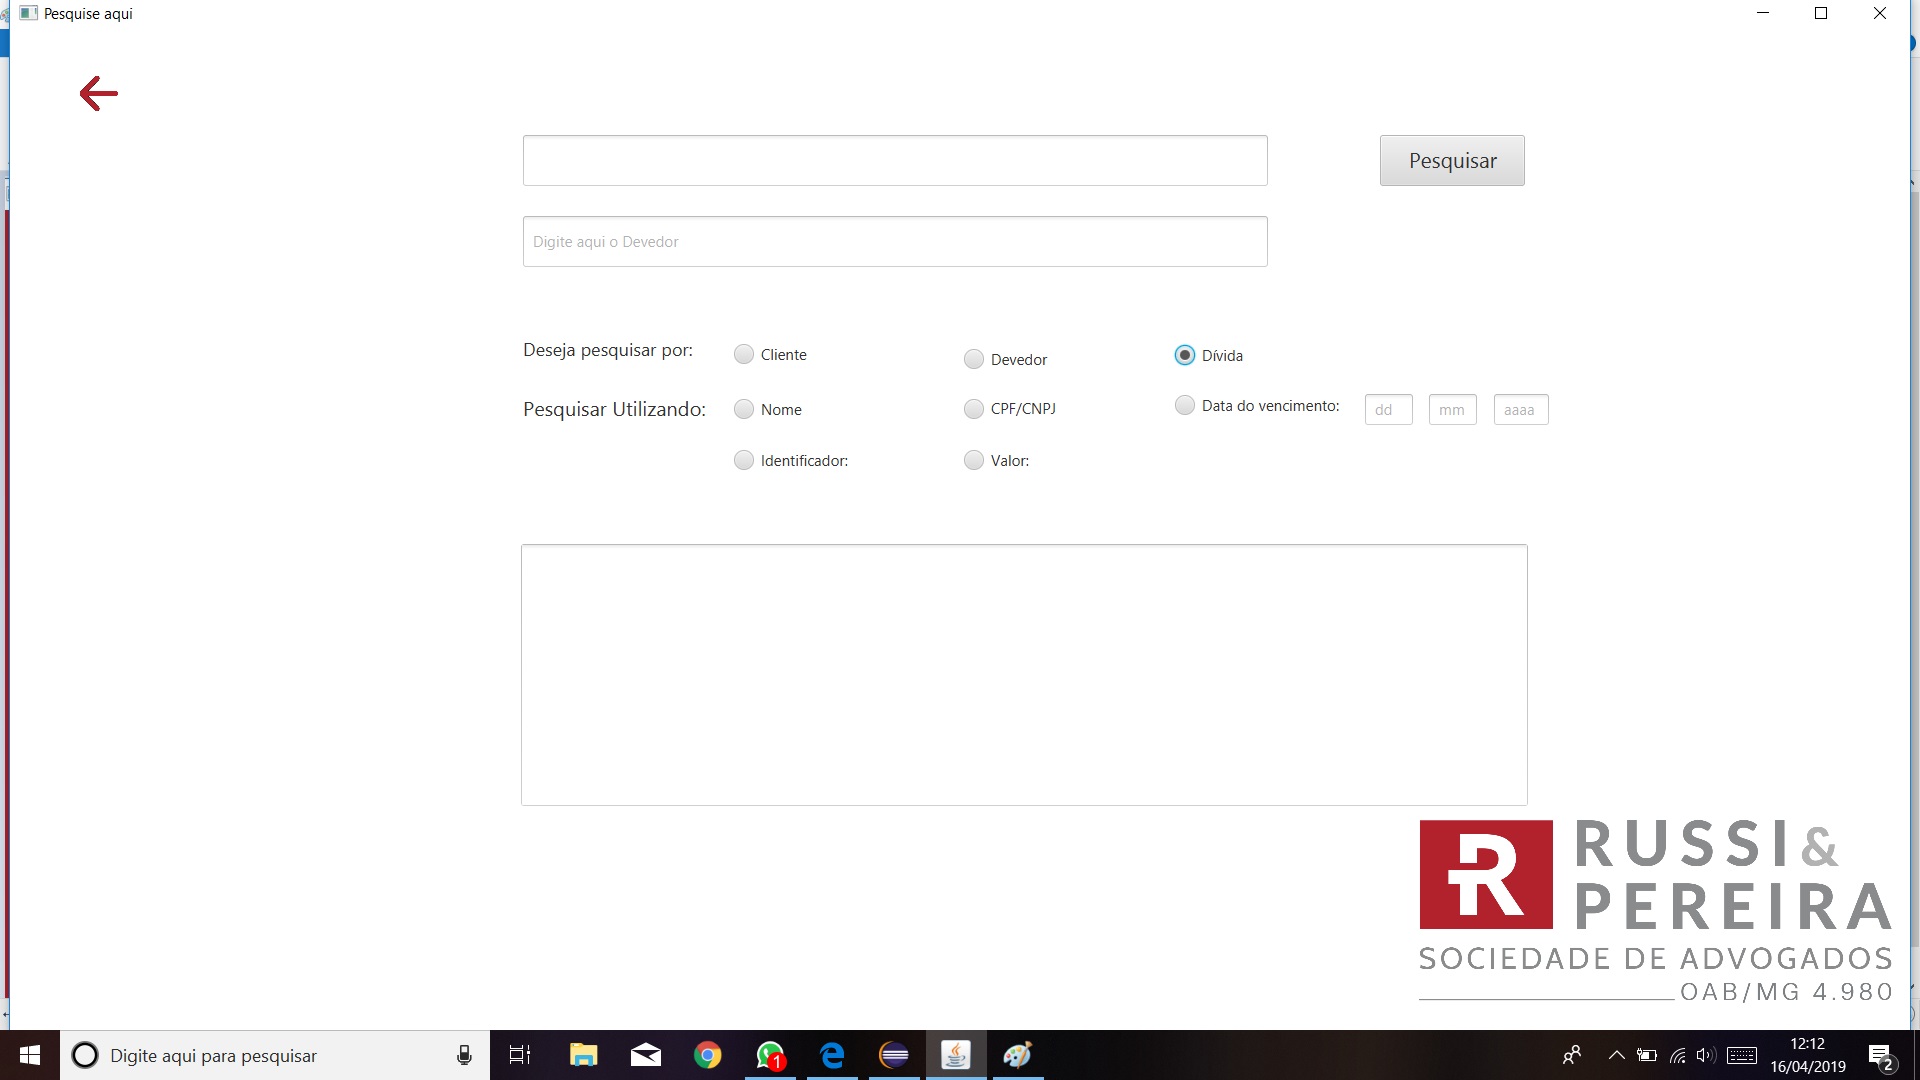 Pesquise aqui
Pesquisar
Digite aqui o Devedor
Deseja pesquisar por:
Cliente
Devedor
Dívida
Pesquisar Utilizando:
Nome
CPF/CNPJ
Data do vencimento:
dd
mm
aaaa
Identificador:
Valor:
R RUSSI &
PEREIRA
SOCIEDADE DE ADVOGADOS
OAB/MG 4.980
Digite aqui para pesquisar
1
12:12
16/04/2019
2